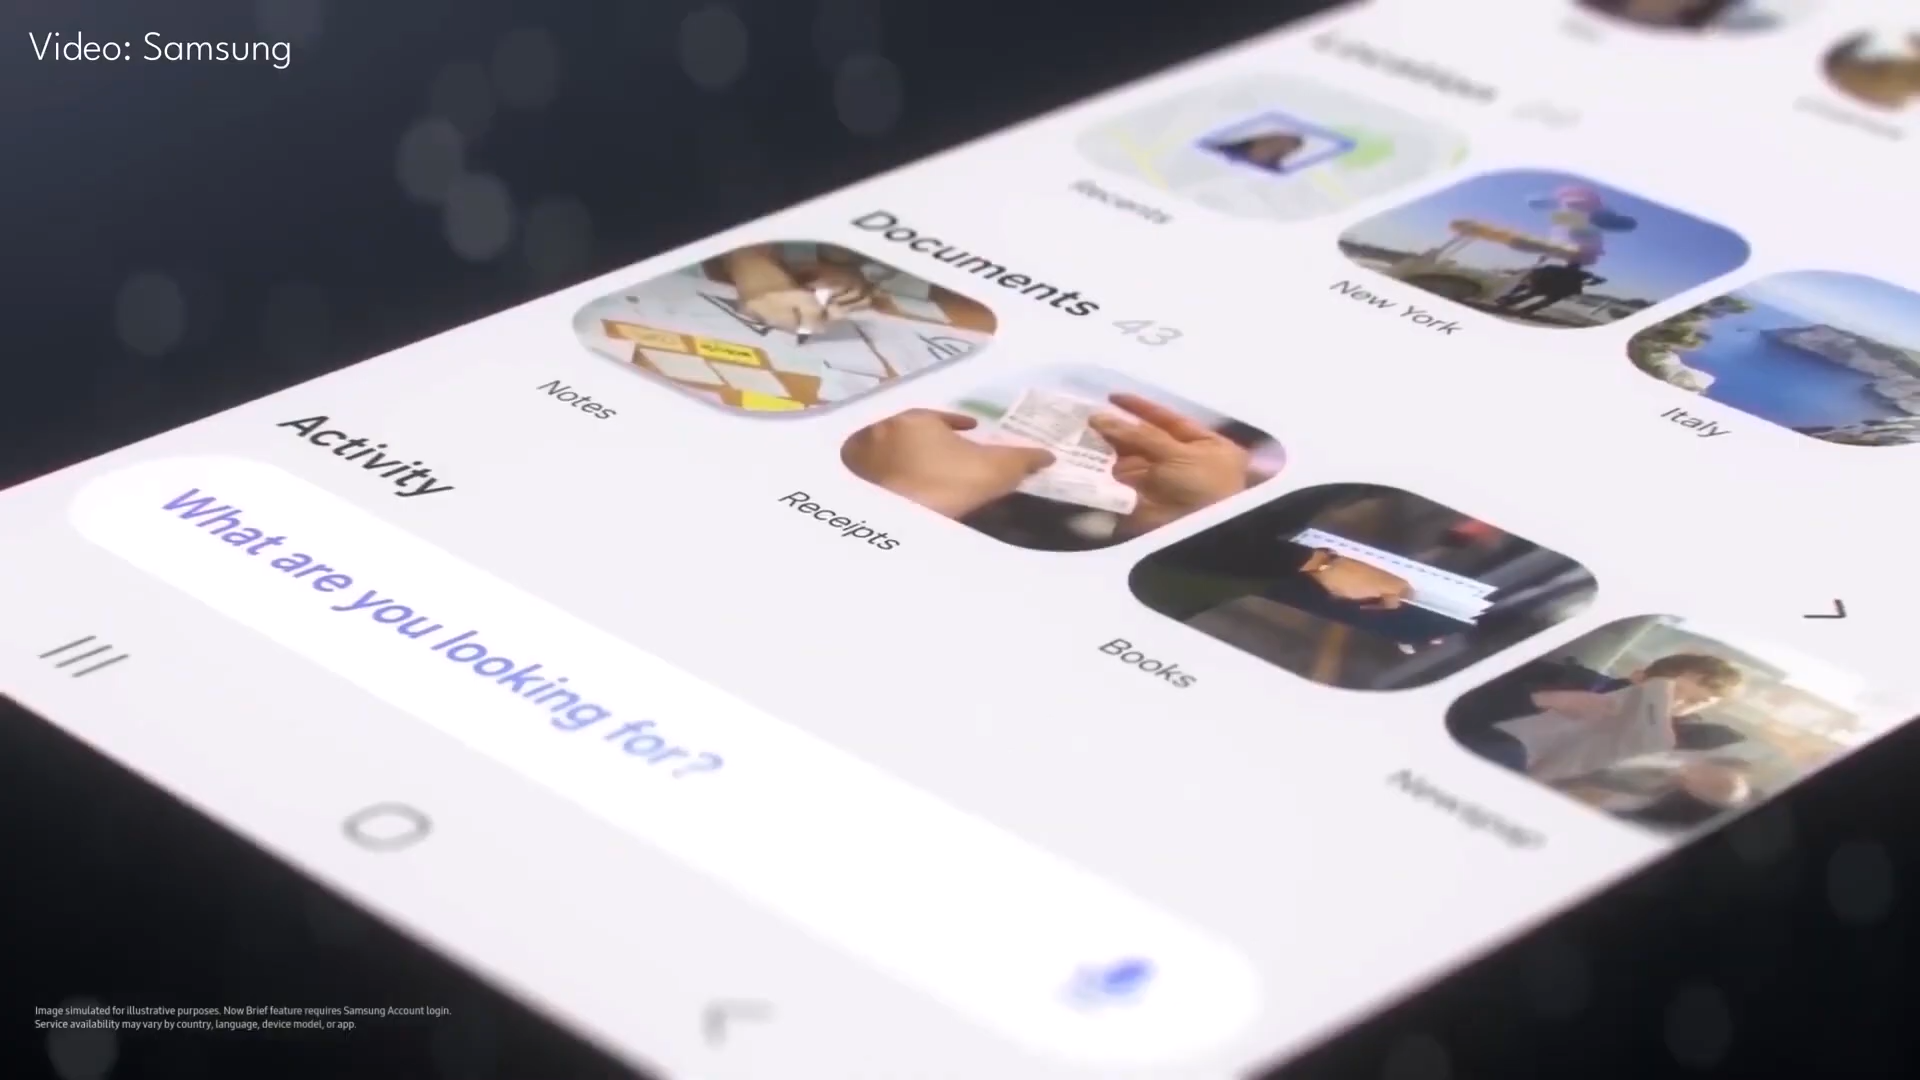 Video: Samsung
Recents
New York
Italy
Documents 43
Notes
Receipts
Books
Activity
What are you looking for?
Image simulated for illustrative purposes. Now Brief feature requires Samsung Account login.
Service availability may vary by country, language, device model, or app.